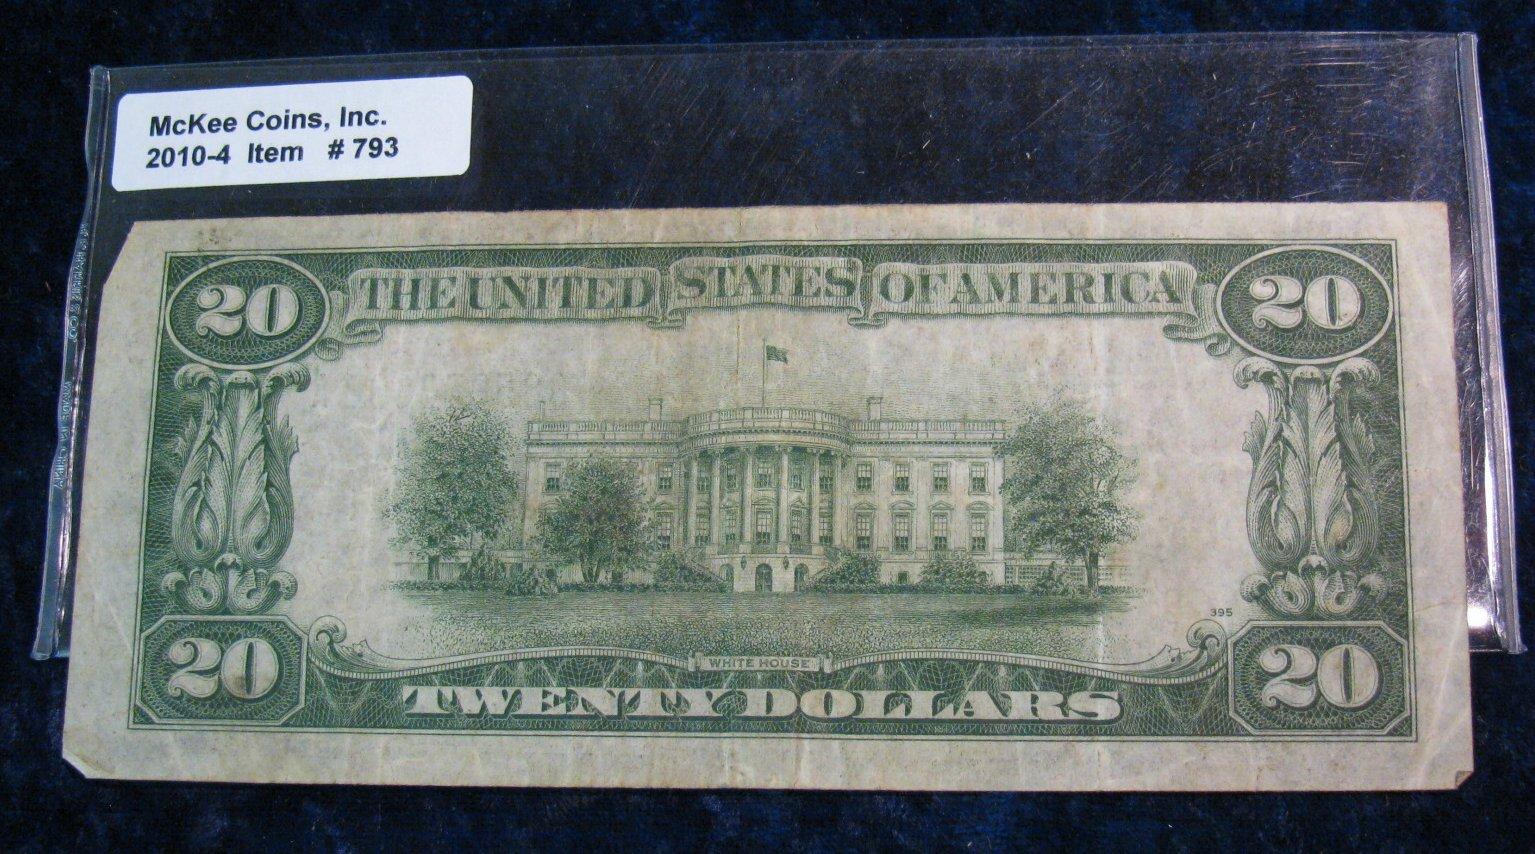 McKee Coins, Inc.
2010-4 Item # 793
20 THE UNITED STATES OF AMERICA 20
395
WHITE HOUSE
20 TWENTY DOLLARS 20